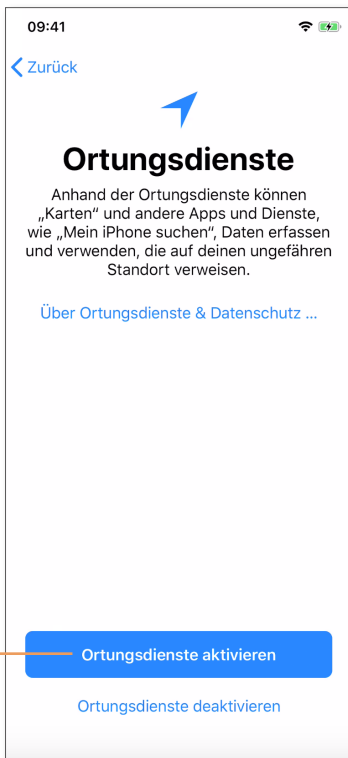 09:41
Zurück
Ortungsdienste
Anhand der Ortungsdienste können
„Karten“ und andere Apps und Dienste,
wie „Mein iPhone suchen“, Daten erfassen
und verwenden, die auf deinen ungefähren
Standort verweisen.
Über Ortungsdienste & Datenschutz ...
Ortungsdienste aktivieren
Ortungsdienste deaktivieren